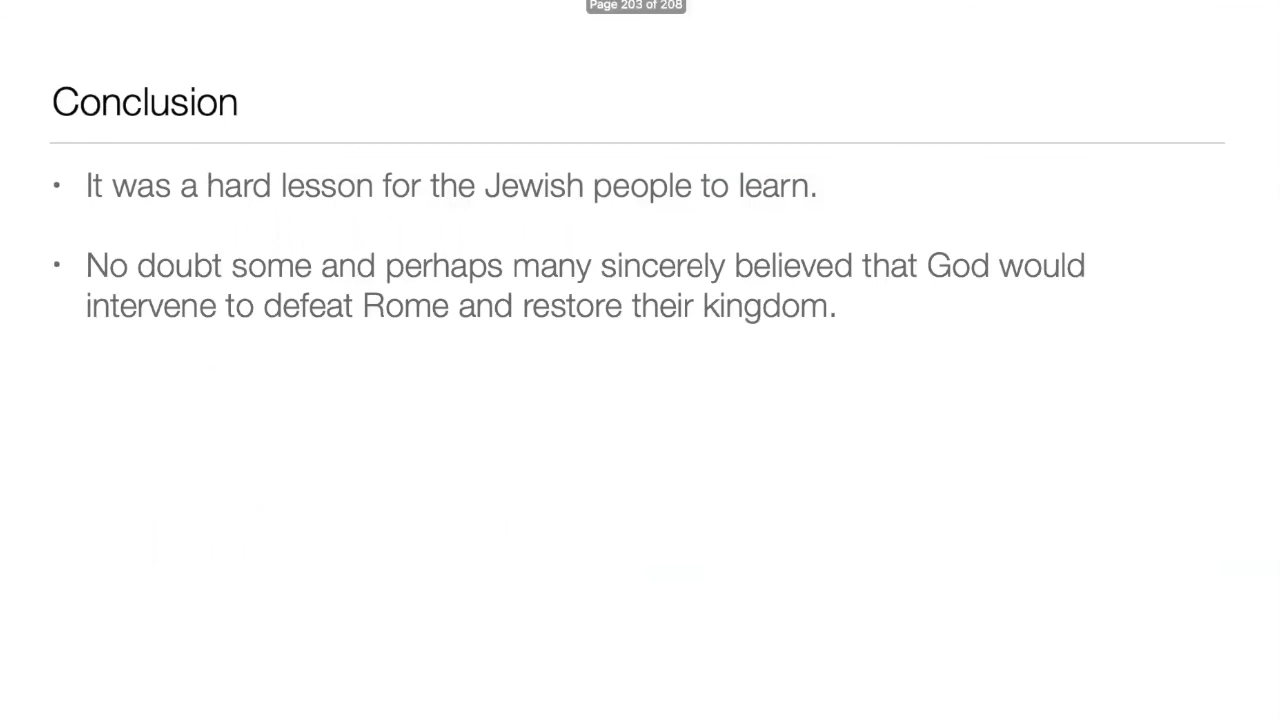 Page 203 of 208
Conclusion
• It was a hard lesson for the Jewish people to learn.
• No doubt some and perhaps many sincerely believed that God would
intervene to defeat Rome and restore their kingdom.